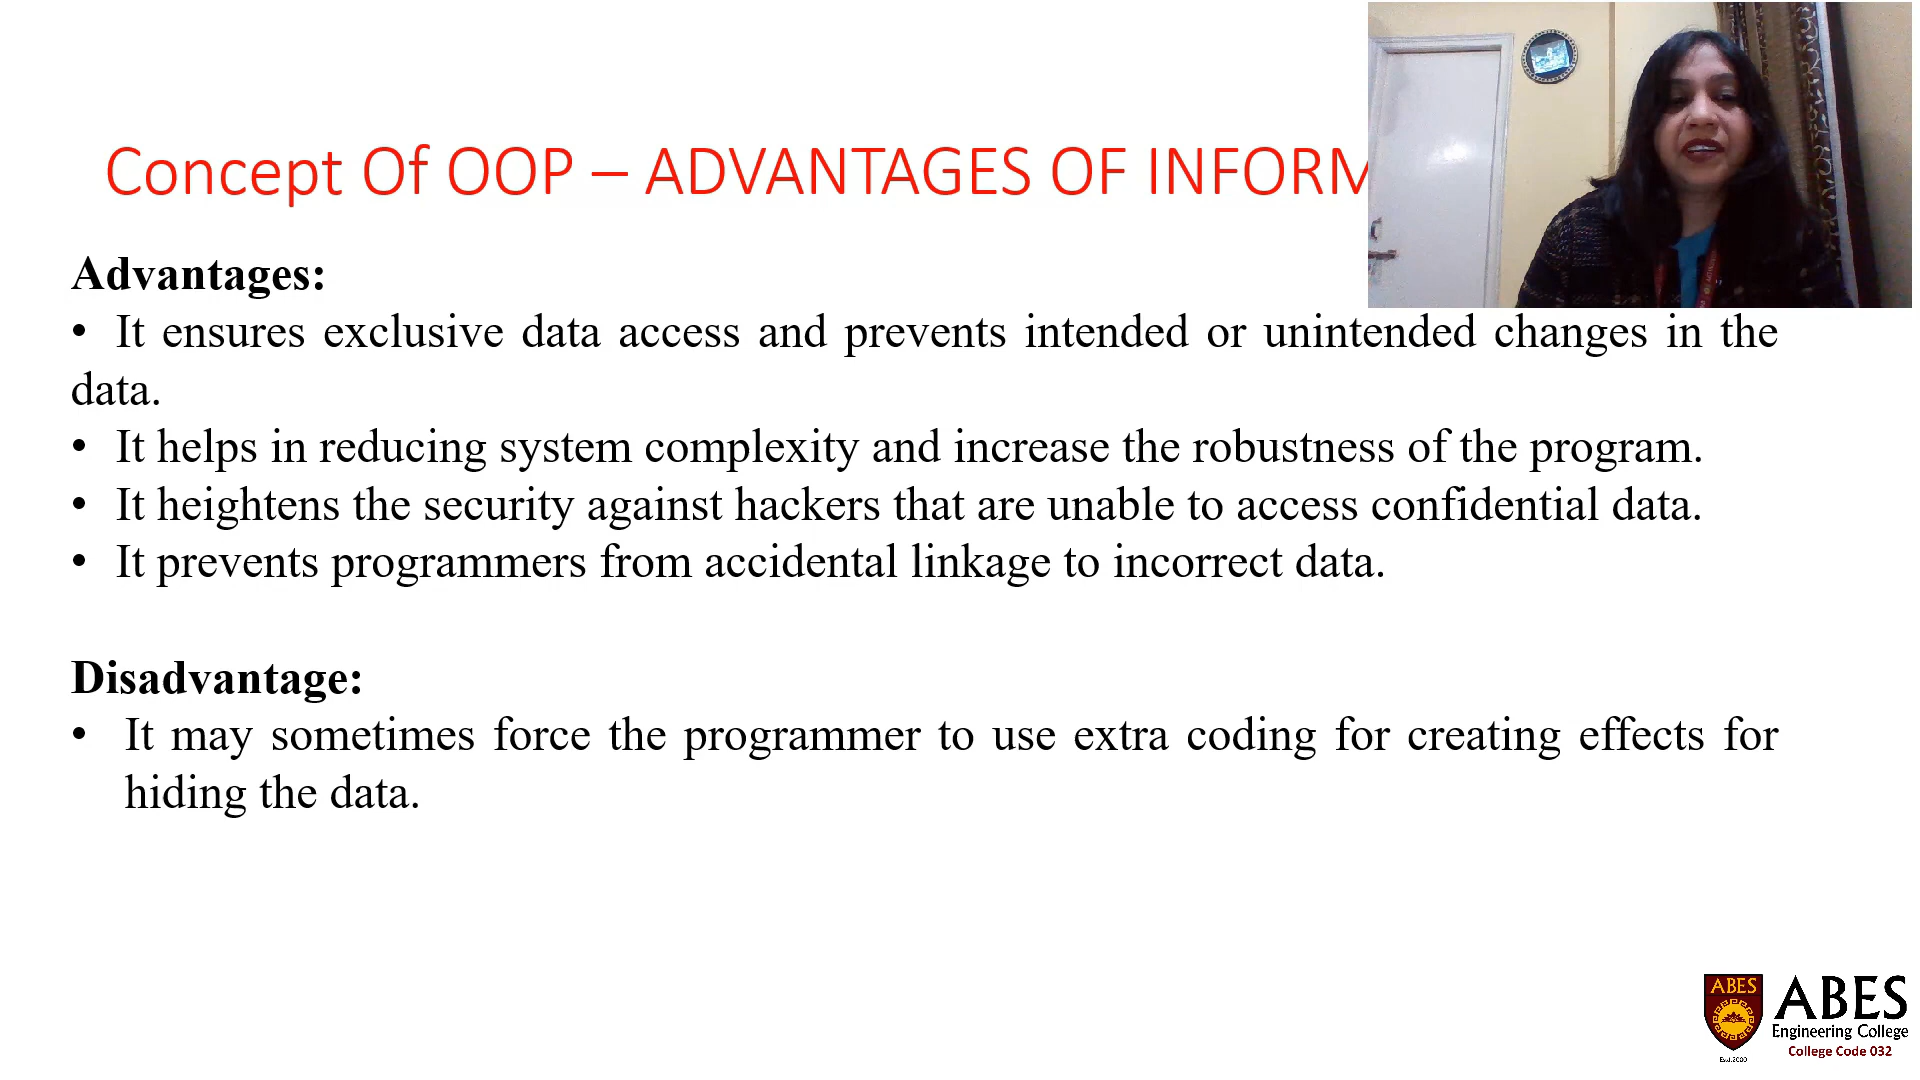 Concept Of OOP – ADVANTAGES OF INFORM
Advantages:
• It ensures exclusive data access and prevents intended or unintended changes in the
data.
• It helps in reducing system complexity and increase the robustness of the program.
• It heightens the security against hackers that are unable to access confidential data.
• It prevents programmers from accidental linkage to incorrect data.
Disadvantage:
• It may sometimes force the programmer to use extra coding for creating effects for
hiding the data.
ABES
ABES
Engineering College
College Code 032
Estd.2000